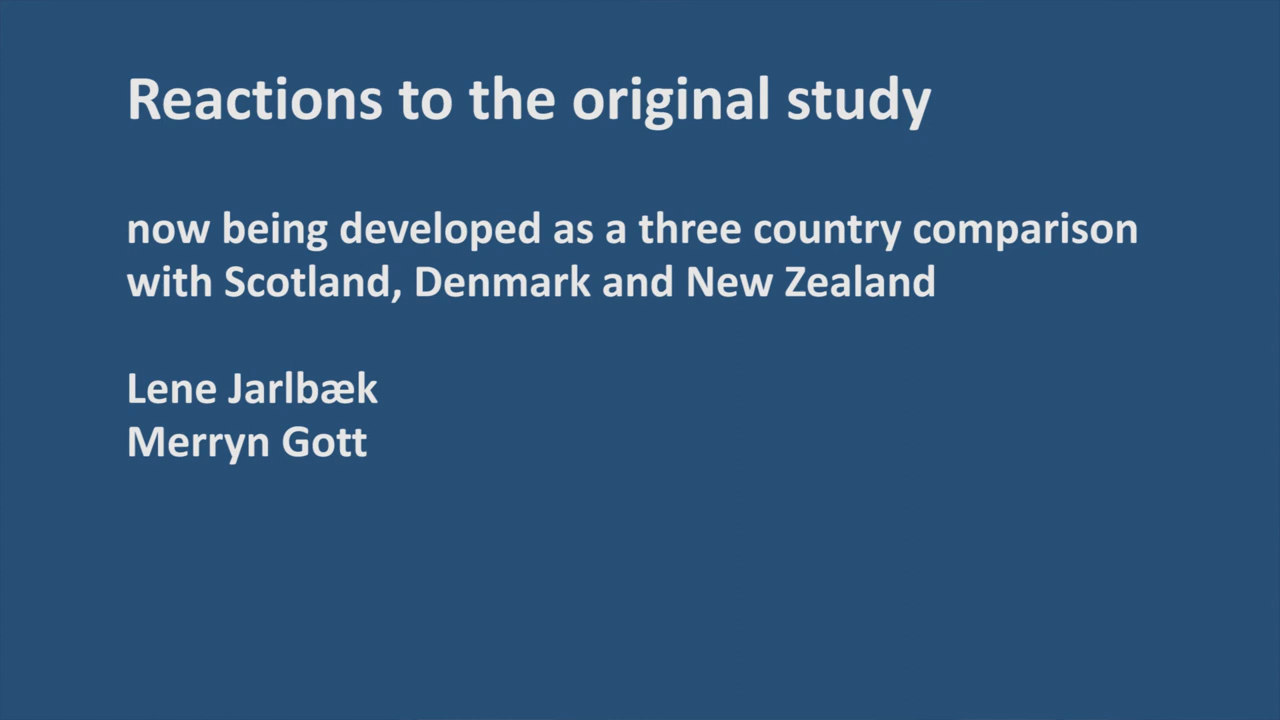 Reactions to the original study
now being developed as a three country comparison
with Scotland, Denmark and New Zealand
Lene Jarlbæk
Merryn Gott